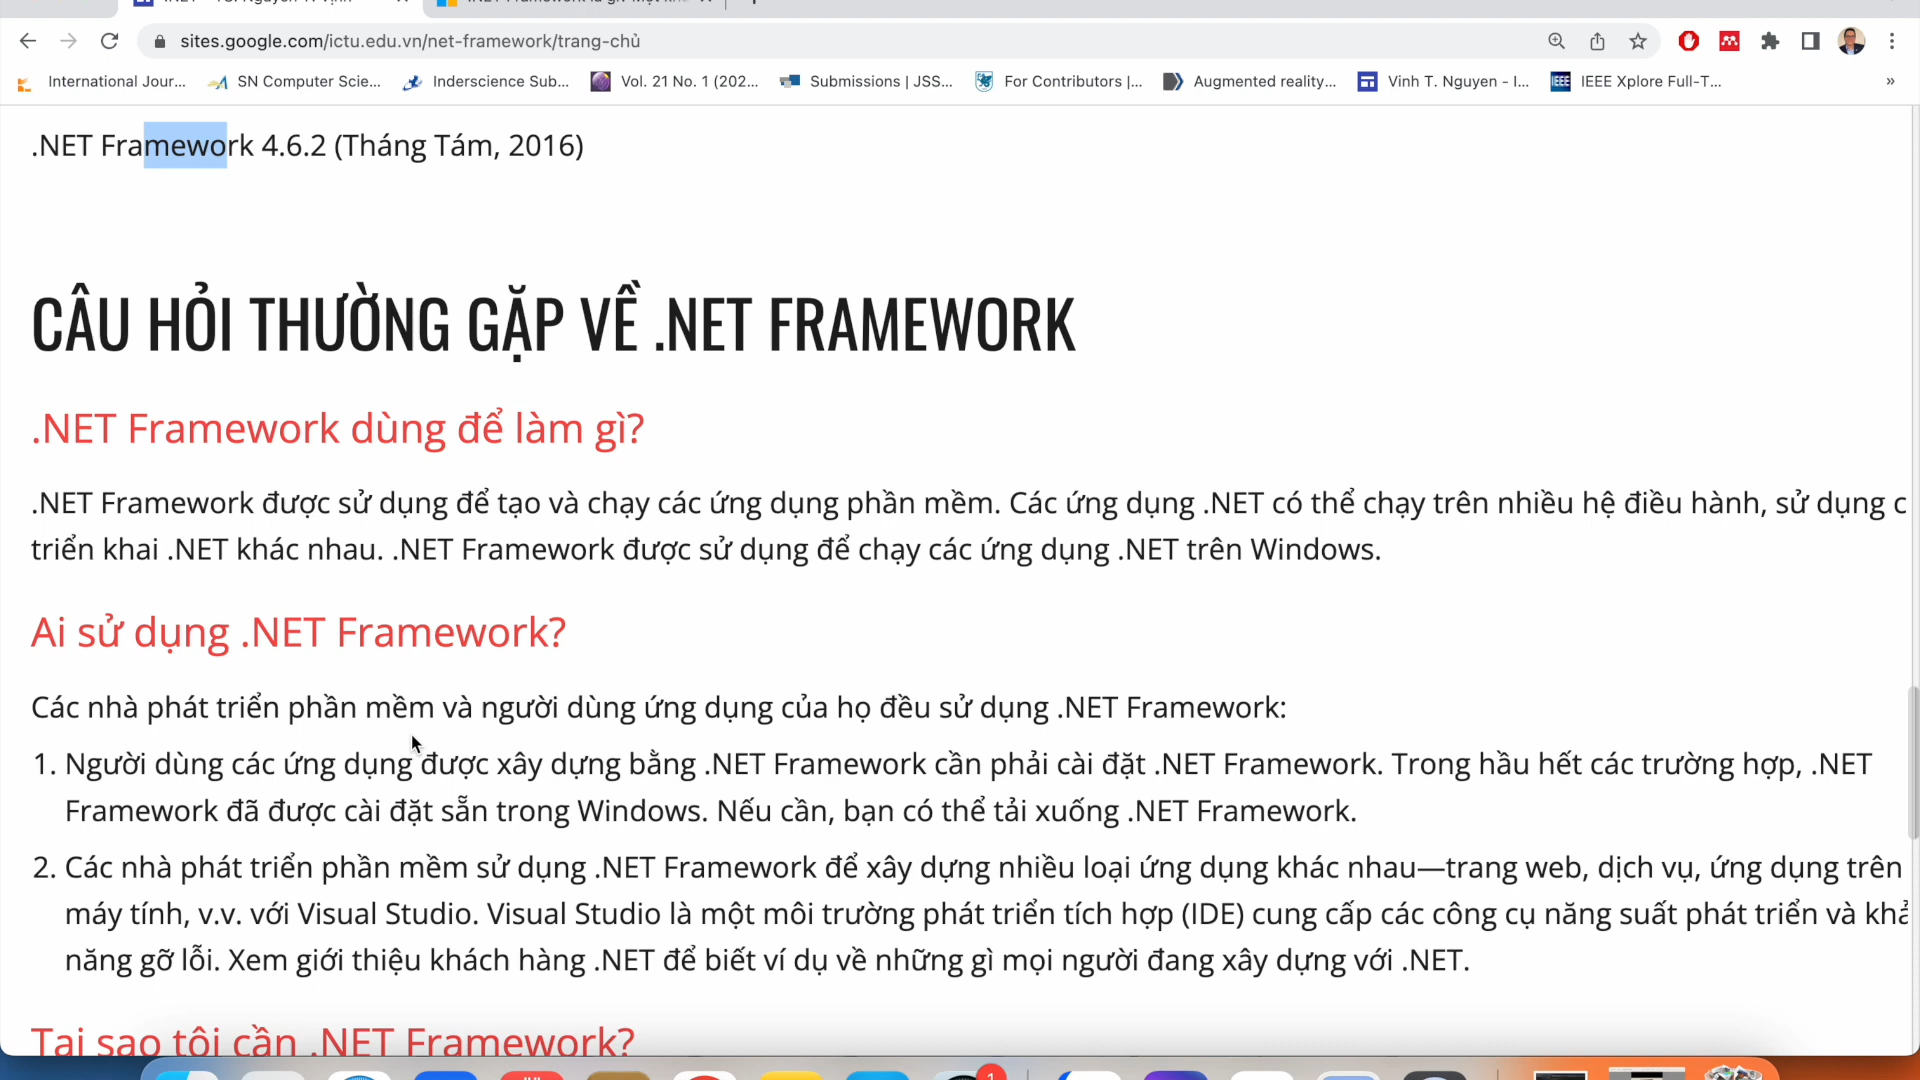 sites.google.com/ictu.edu.vn/net-framework/trang-chủ
International Jour... SN Computer Scie... Inderscience Sub... Vol. 21 No. 1 (202... Submissions | JSS... For Contributors |... Augmented reality... Vinh T. Nguyen - I... IEEE IEEE Xplore Full-T... »
.NET Framework 4.6.2 (Tháng Tám, 2016)
CÂU HỎI THƯỜNG GẶP VỀ .NET FRAMEWORK
.NET Framework dùng để làm gì?
.NET Framework được sử dụng để tạo và chạy các ứng dụng phần mềm. Các ứng dụng .NET có thể chạy trên nhiều hệ điều hành, sử dụng c
triển khai .NET khác nhau. .NET Framework được sử dụng để chạy các ứng dụng .NET trên Windows.
Ai sử dụng .NET Framework?
Các nhà phát triển phần mềm và người dùng ứng dụng của họ đều sử dụng .NET Framework:
1. Người dùng các ứng dụng được xây dựng bằng .NET Framework cần phải cài đặt .NET Framework. Trong hầu hết các trường hợp, .NET
Framework đã được cài đặt sẵn trong Windows. Nếu cần, bạn có thể tải xuống .NET Framework.
2. Các nhà phát triển phần mềm sử dụng .NET Framework để xây dựng nhiều loại ứng dụng khác nhau—trang web, dịch vụ, ứng dụng trên
máy tính, v.v. với Visual Studio. Visual Studio là một môi trường phát triển tích hợp (IDE) cung cấp các công cụ năng suất phát triển và khả
năng gỡ lỗi. Xem giới thiệu khách hàng .NET để biết ví dụ về những gì mọi người đang xây dựng với .NET.
Tại sao tôi cần .NET Framework?
1